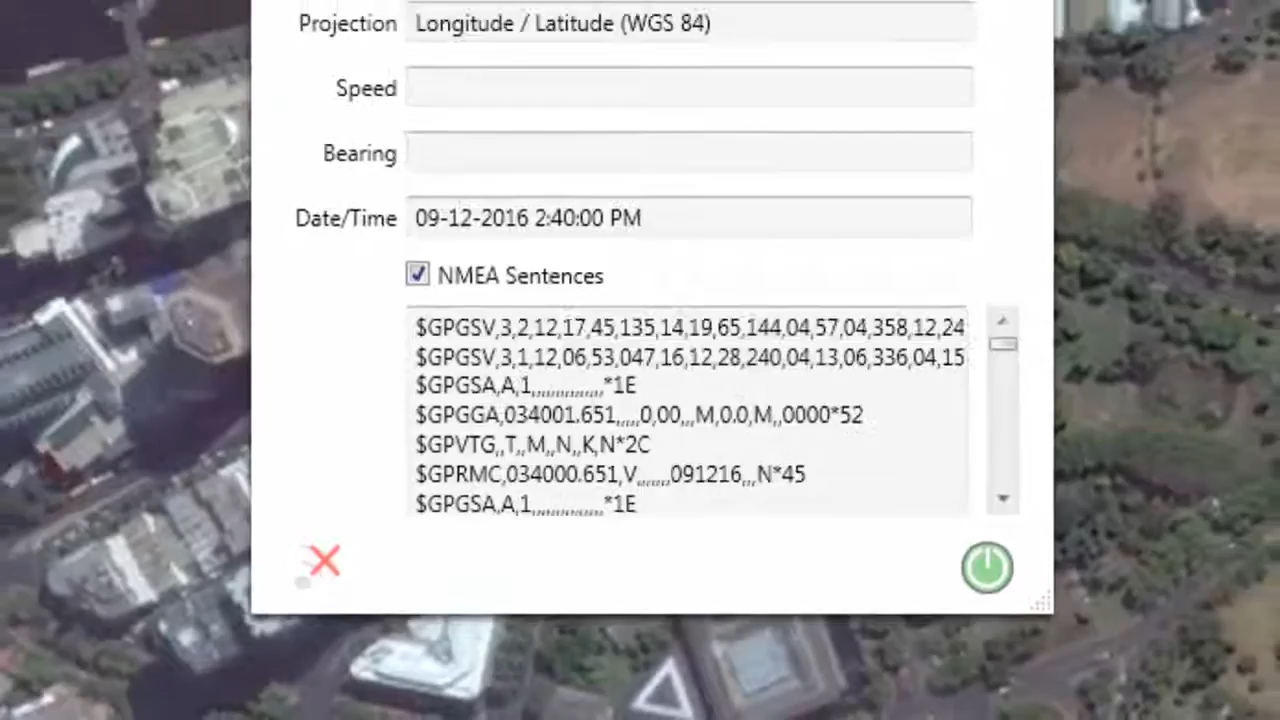 Projection Longitude / Latitude (WGS 84)
Speed
Bearing
Date/Time 09-12-2016 2:40:00 PM
NMEA Sentences
$GPGSV,3,2,12,17,45,135,14,19,65,144,04,57,04,358,12,24
$GPGSV,3,1,12,06,53,047,16,12,28,240,04,13,06,336,04,15
$GPGSA,A,1,,,,,,,,,,,,,*1E
$GPGGA,034001.651,,,,,0,00,,,M,0.0,M,,0000*52
$GPVTG,,T,,M,,N,,K,N*2C
$GPRMC,034000.651,V,,,,,,,091216,,,N*45
$GPGSA,A,1,,,,,,,,,,,,,*1E